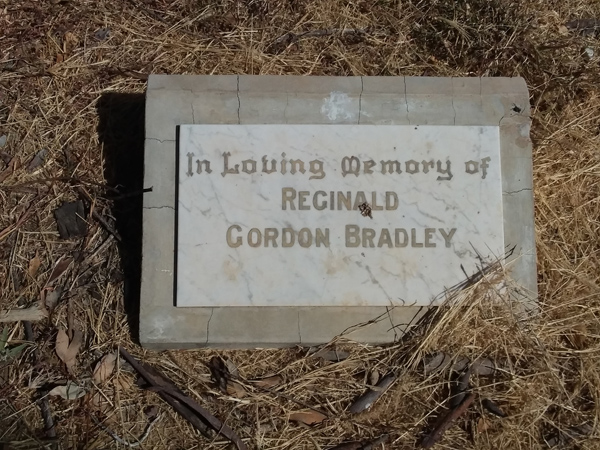 In Loving Memory of
REGINALD
GORDON BRADLEY